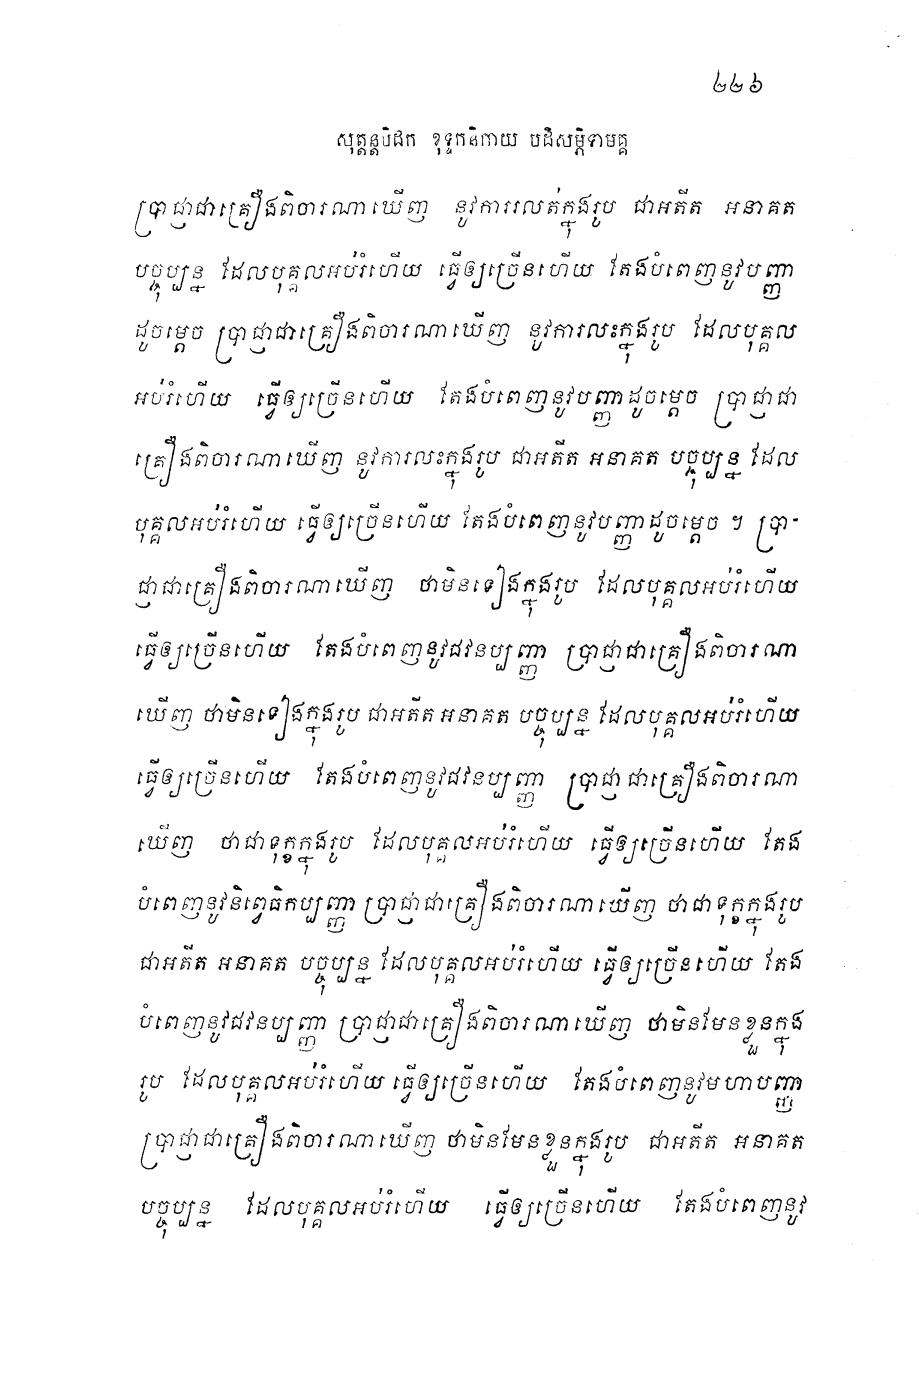 ២២៦
សុត្តន្តបិដក ខុទ្ទកនិកាយ បដិសម្ភិទាមគ្គ
ប្រាជ្ញាជាគ្រឿងពិចារណាឃើញ នូវការរលត់ក្នុងរូប ជាអតីត អនាគត
បច្ចុប្បន្ន ដែលបុគ្គលអប់រំហើយ ធ្វើឲ្យច្រើនហើយ តែងបំពេញនូវបញ្ញា
ដូចម្តេច ប្រាជ្ញាជាគ្រឿងពិចារណាឃើញ នូវការលះក្នុងរូប ដែលបុគ្គល
អប់រំហើយ ធ្វើឲ្យច្រើនហើយ តែងបំពេញនូវបញ្ញាដូចម្តេច ប្រាជ្ញាជា
គ្រឿងពិចារណាឃើញ នូវការលះក្នុងរូប ជាអតីត អនាគត បច្ចុប្បន្ន ដែល
បុគ្គលអប់រំហើយ ធ្វើឲ្យច្រើនហើយ តែងបំពេញនូវបញ្ញាដូចម្តេច ។ ប្រា-
ជ្ញាជាគ្រឿងពិចារណាឃើញ ថាមិនទៀងក្នុងរូប ដែលបុគ្គលអប់រំហើយ
ធ្វើឲ្យច្រើនហើយ តែងបំពេញនូវជវនប្បញ្ញា ប្រាជ្ញាជាគ្រឿងពិចារណា
ឃើញ ថាមិនទៀងក្នុងរូប ជាអតីត អនាគត បច្ចុប្បន្ន ដែលបុគ្គលអប់រំហើយ
ធ្វើឲ្យច្រើនហើយ តែងបំពេញនូវជវនប្បញ្ញា ប្រាជ្ញាជាគ្រឿងពិចារណា
ឃើញ ថាជាទុក្ខក្នុងរូប ដែលបុគ្គលអប់រំហើយ ធ្វើឲ្យច្រើនហើយ តែង
បំពេញនូវនិព្វេធិកប្បញ្ញា ប្រាជ្ញាជាគ្រឿងពិចារណាឃើញ ថាជាទុក្ខក្នុងរូប
ជាអតីត អនាគត បច្ចុប្បន្ន ដែលបុគ្គលអប់រំហើយ ធ្វើឲ្យច្រើនហើយ តែង
បំពេញនូវជវនប្បញ្ញា ប្រាជ្ញាជាគ្រឿងពិចារណាឃើញ ថាមិនមែនខ្លួនក្នុង
រូប ដែលបុគ្គលអប់រំហើយ ធ្វើឲ្យច្រើនហើយ តែងបំពេញនូវមហាបញ្ញា
ប្រាជ្ញាជាគ្រឿងពិចារណាឃើញ ថាមិនមែនខ្លួនក្នុងរូប ជាអតីត អនាគត
បច្ចុប្បន្ន ដែលបុគ្គលអប់រំហើយ ធ្វើឲ្យច្រើនហើយ តែងបំពេញនូវ